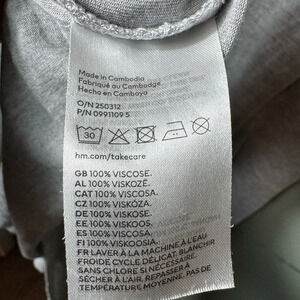 Made in Cambodia
Fabriqué au Cambodge
Hecho en Camboya
O/N 250312
P/N 0991109 5
30
hm.com/takecare
GB 100% VISCOSE.
AL 100% VISKOZË.
CAT 100% VISCOSA.
CZ 100% VISKÓZA.
DE 100% VISKOSE.
EE 100% VISKOOS.
ES 100% VISCOSA.
FI 100% VISKOOSIA.
FR LAVER À LA MACHINE À L'EAU
FROIDE CYCLE DÉLICAT. BLANCHIR
SANS CHLORE SI NÉCESSAIRE.
SÉCHER À L'AIR. REPASSER À
TEMPÉRATURE MOYENNE. PAS DE